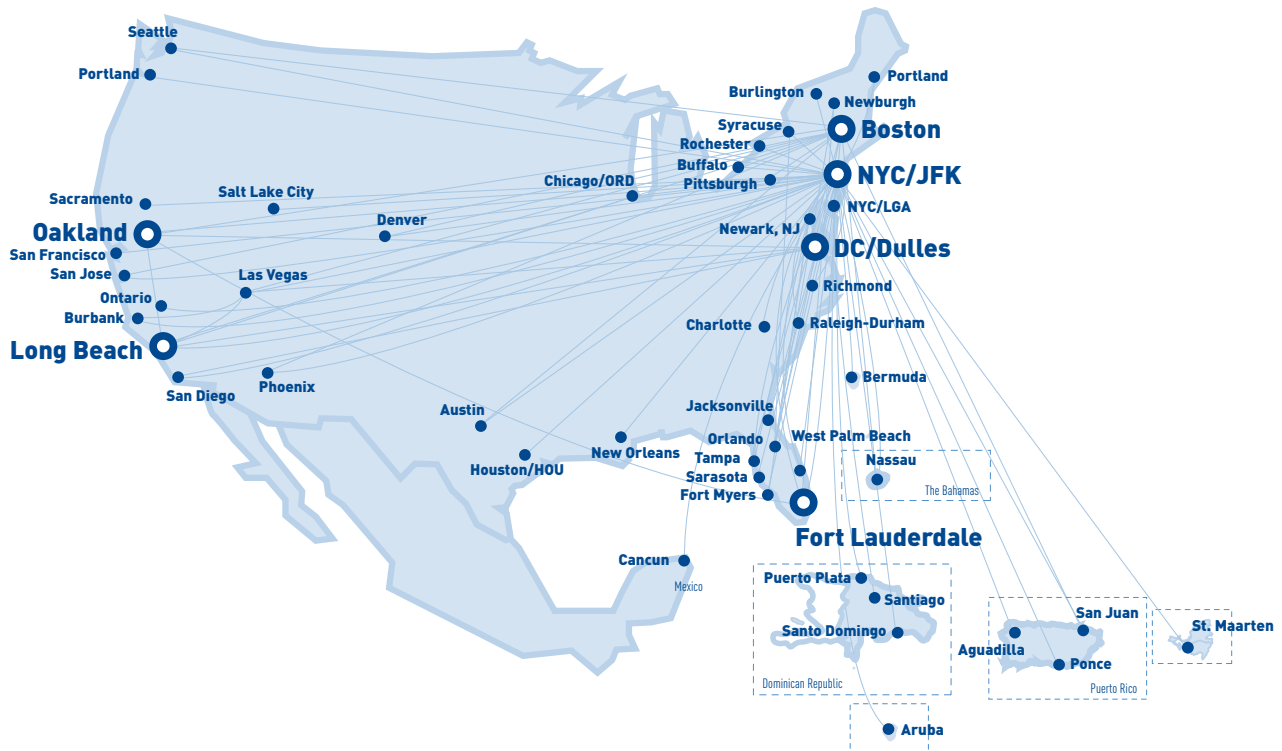 Seattle
Portland
Portland
Burlington
Newburgh
Syracuse
Boston
Rochester
Buffalo
Pittsburgh
NYC/JFK
Chicago/ORD
Sacramento
Salt Lake City
NYC/LGA
Denver
Newark, NJ
Oakland
DC/Dulles
San Francisco
San Jose
Las Vegas
Richmond
Ontario
Burbank
Charlotte
Raleigh-Durham
Long Beach
Bermuda
Phoenix
San Diego
Jacksonville
Austin
Orlando
West Palm Beach
New Orleans
Tampa
Nassau
Houston/HOU
Sarasota
The Bahamas
Fort Myers
Fort Lauderdale
Cancun
Mexico
Puerto Plata
Santiago
San Juan
St. Maarten
Santo Domingo
Aguadilla
Ponce
Dominican Republic
Puerto Rico
Aruba